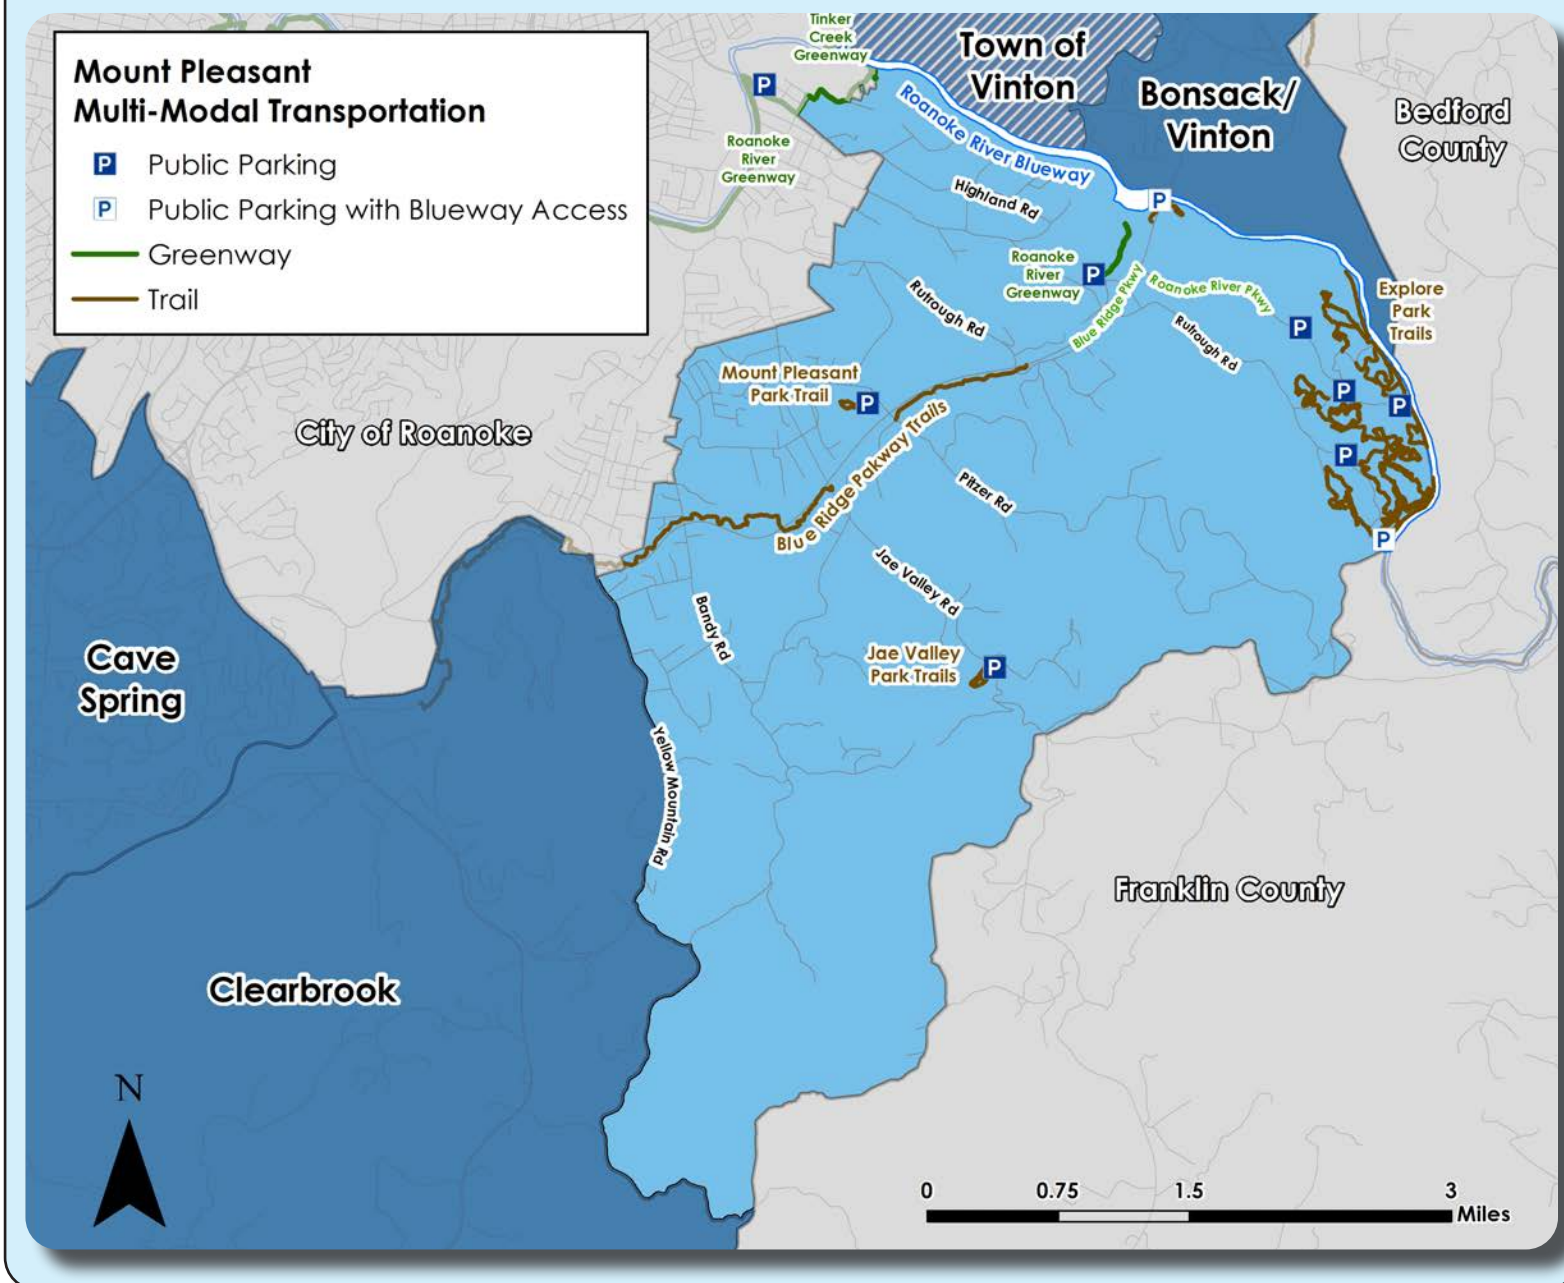 Mount Pleasant
Multi-Modal Transportation
P Public Parking
P Public Parking with Blueway Access
Greenway
Trail
Tinker
Creek
Greenway
Town of
Vinton
Bonsack/
Vinton
Bedford
County
P
Roanoke
River
Greenway
Roanoke River Blueway
Highland Rd
P
Roanoke
River
Greenway
P
Blue Ridge Pkwy
Roanoke River Pkwy
Rutrough Rd
Rutrough Rd
Explore
Park
Trails
P
P
P
P
P
Mount Pleasant
Park Trail
P
City of Roanoke
Blue Ridge Pakway Trails
Pitzer Rd
Jae Valley Rd
Bandy Rd
Jae Valley
Park Trails
P
Cave
Spring
Yellow Mountain Rd
Franklin County
Clearbrook
N
0 0.75 1.5 3
Miles